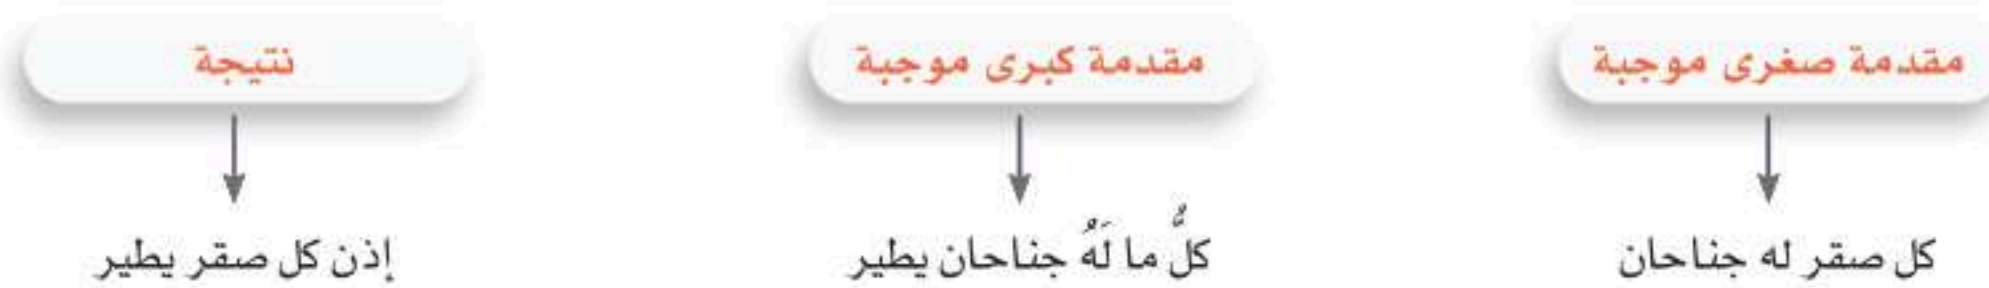 مقدمة صغرى موجبة
مقدمة كبرى موجبة
نتيجة
كل صقر له جناحان
كلُّ ما لَهُ جناحان يطير
إذن كل صقر يطير